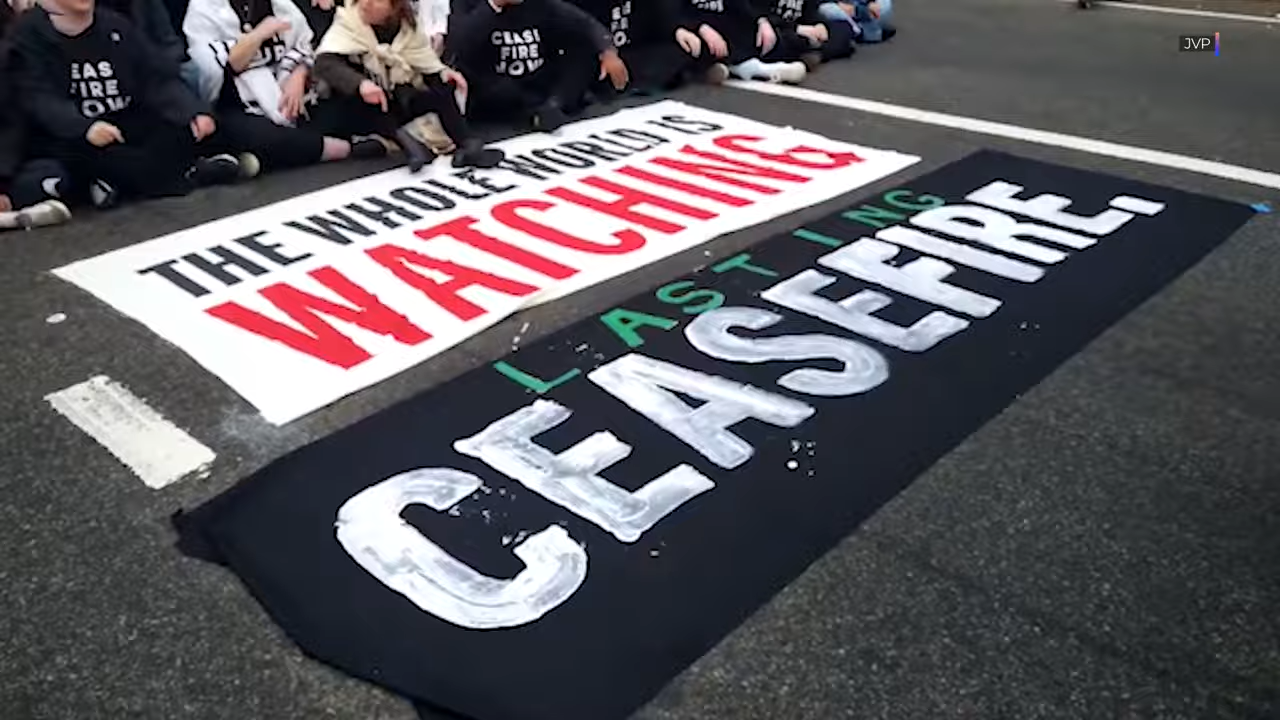 JVP
CEASE
FIRE
NOW
THE WHOLE WORLD IS
WATCHING
LASTING
CEASEFIRE.